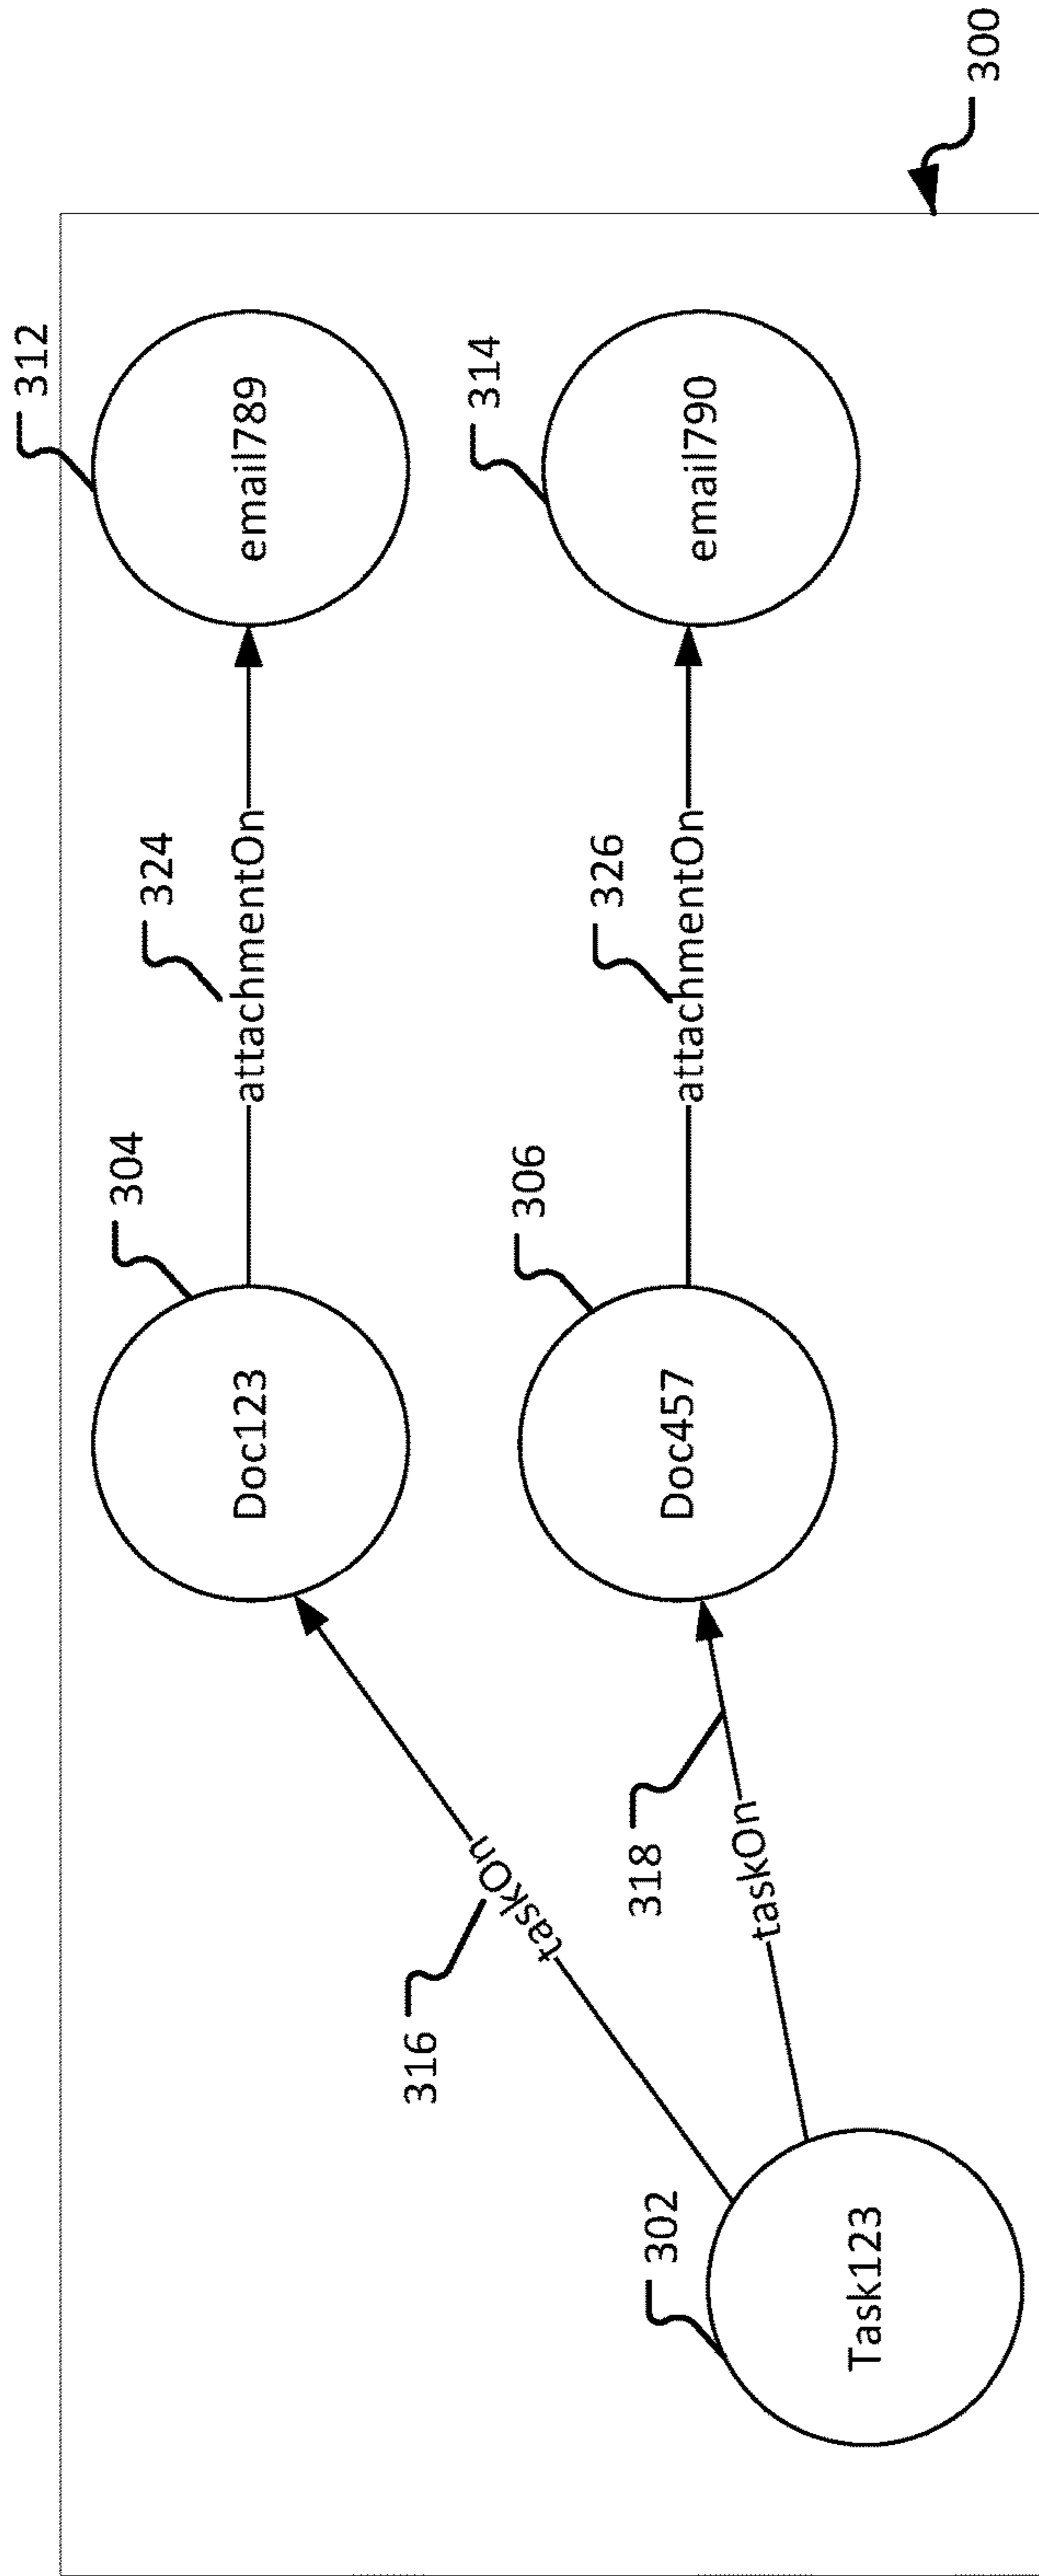 300
312
email789
324
attachmentOn
304
Doc123
316
taskOn
314
email790
326
attachmentOn
306
Doc457
318
taskOn
302
Task123